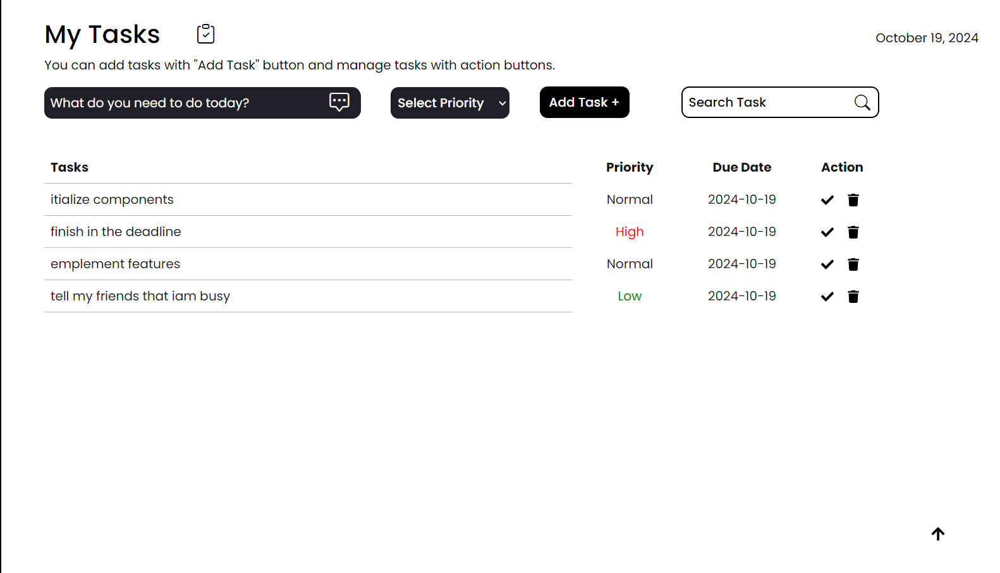 My Tasks
October 19, 2024
You can add tasks with "Add Task" button and manage tasks with action buttons.
What do you need to do today? Select Priority Add Task + Search Task
Tasks Priority Due Date Action
itialize components Normal 2024-10-19
finish in the deadline High 2024-10-19
emplement features Normal 2024-10-19
tell my friends that iam busy Low 2024-10-19